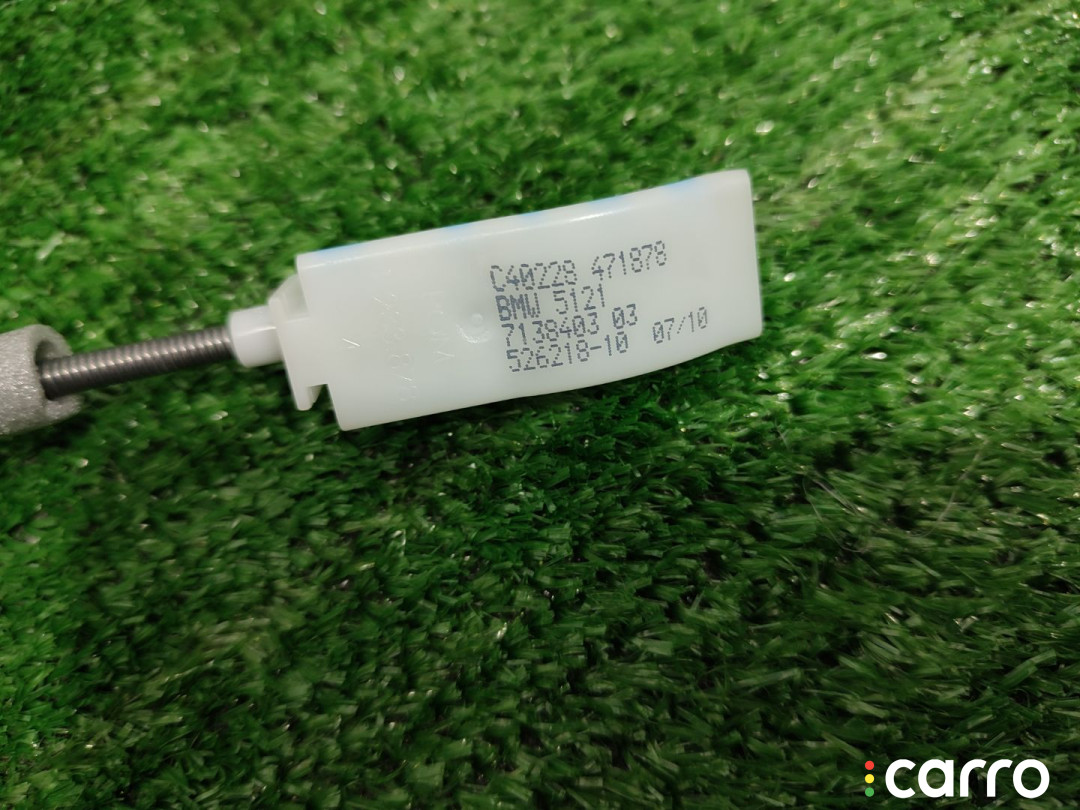 C40228 471878
BMW 5121
7138403 03
526218-10 07/10
carro